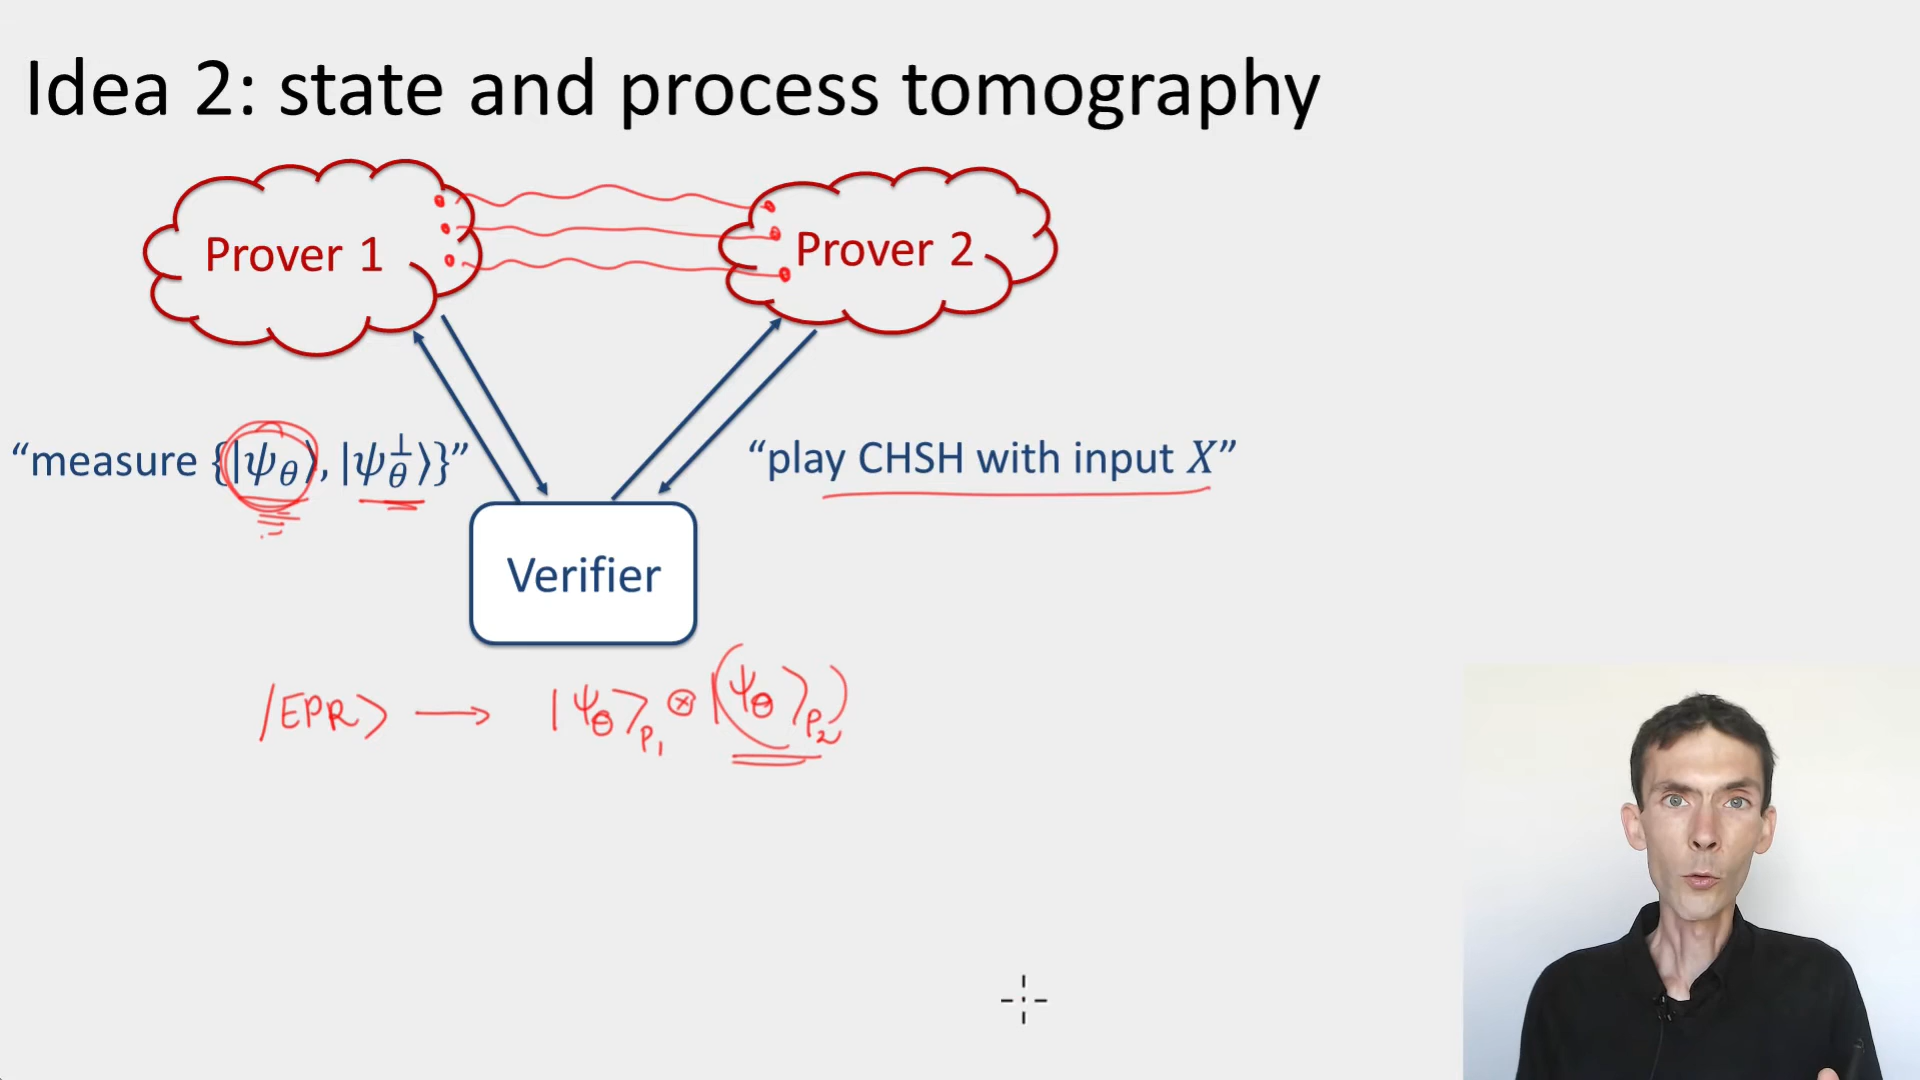 Idea 2: state and process tomography
Prover 1
Prover 2
“measure {|ψ_θ⟩, |ψ_θ^⊥⟩}”
“play CHSH with input X”
Verifier
|EPR⟩ → |ψ_θ⟩_{P_1} ⊗ |ψ_θ⟩_{P_2}